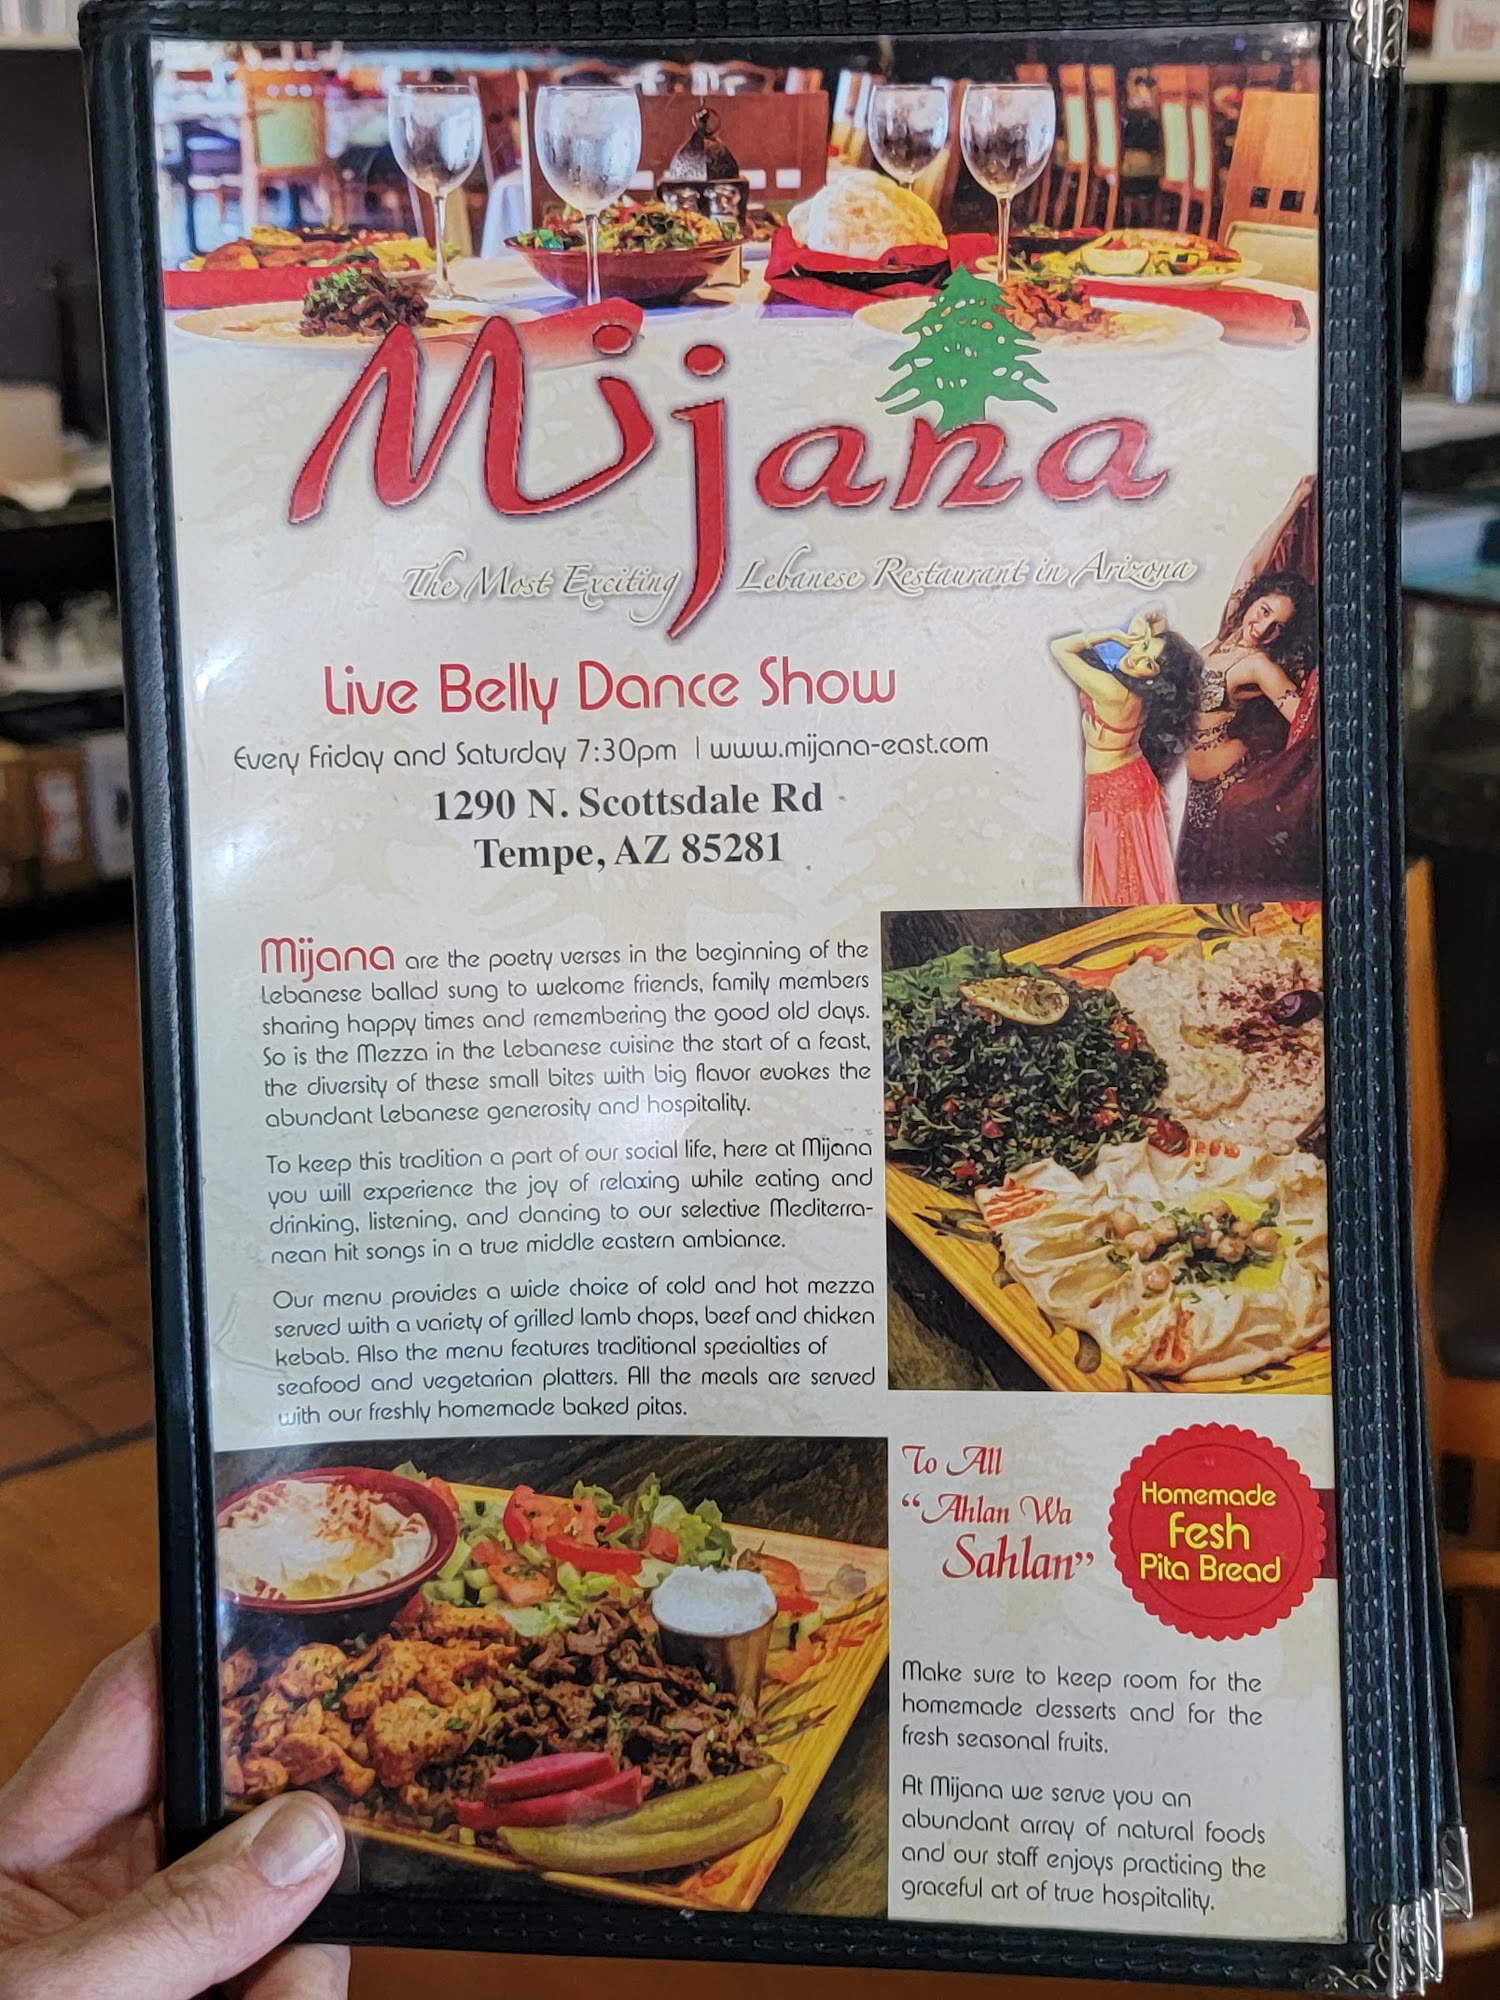 Mijana
The Most Exciting Lebanese Restaurant in Arizona
Live Belly Dance Show
Every Friday and Saturday 7:30pm | www.mijana-east.com
1290 N. Scottsdale Rd
Tempe, AZ 85281
Mijana are the poetry verses in the beginning of the
Lebanese ballad sung to welcome friends, family members
sharing happy times and remembering the good old days.
So is the Mezza in the Lebanese cuisine the start of a feast,
the diversity of these small bites with big flavor evokes the
abundant Lebanese generosity and hospitality.
To keep this tradition a part of our social life, here at Mijana
you will experience the joy of relaxing while eating and
drinking, listening, and dancing to our selective Mediterra-
nean hit songs in a true middle eastern ambiance.
Our menu provides a wide choice of cold and hot mezza
served with a variety of grilled lamb chops, beef and chicken
kebab. Also the menu features traditional specialties of
seafood and vegetarian platters. All the meals are served
with our freshly homemade baked pitas.
To All
“Ahlan Wa
Sahlan”
Homemade
Fesh
Pita Bread
Make sure to keep room for the
homemade desserts and for the
fresh seasonal fruits.
At Mijana we serve you an
abundant array of natural foods
and our staff enjoys practicing the
graceful art of true hospitality.